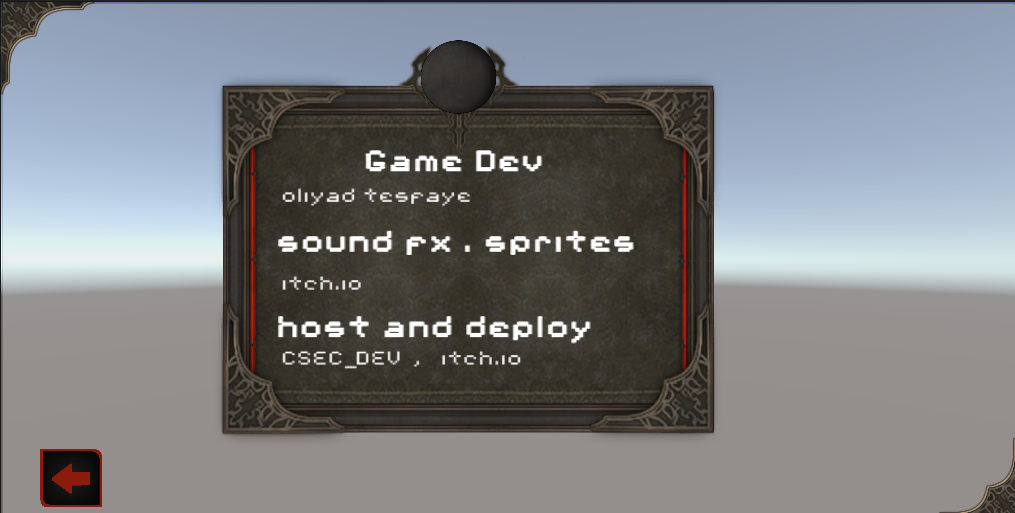 Game Dev
oliyad tesfaye
sound fx . sprites
itch.io
host and deploy
CSEC_DEV , itch.io